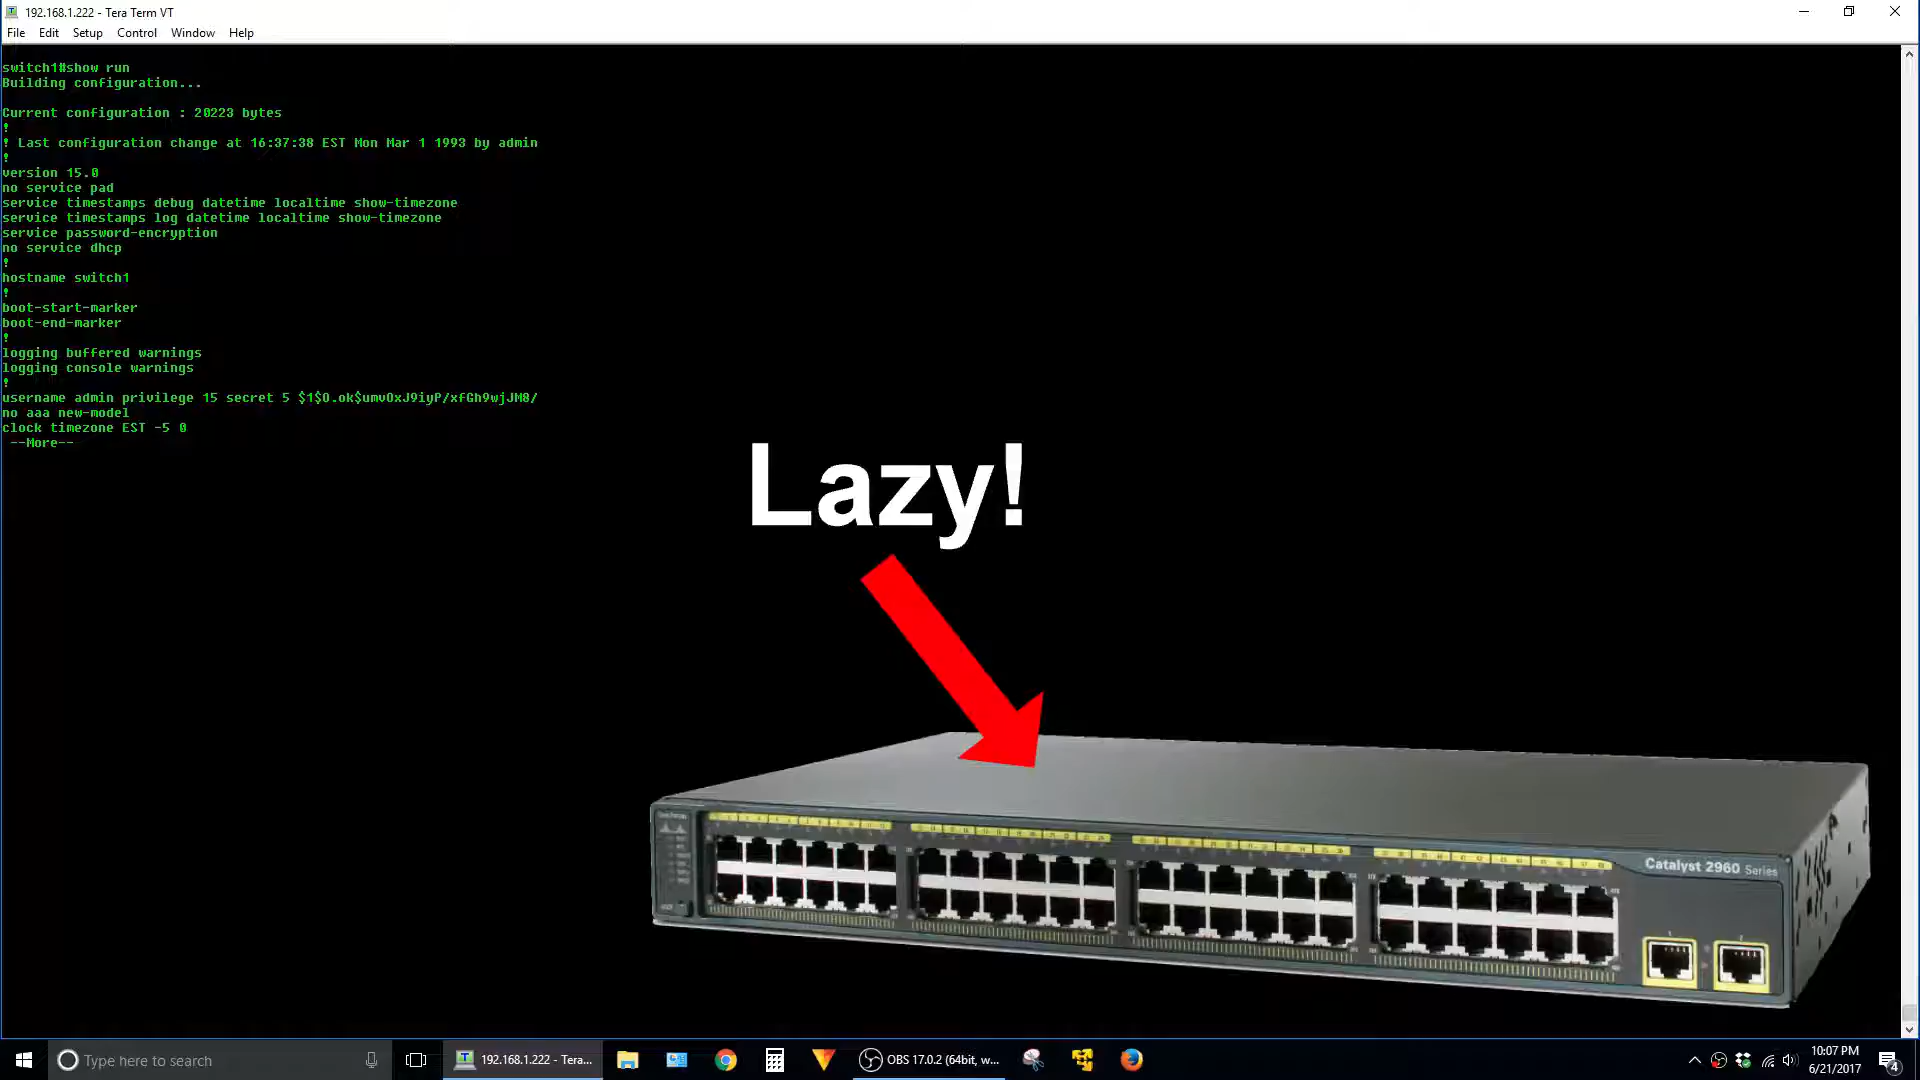 192.168.1.222 - Tera Term VT
File Edit Setup Control Window Help
switch1#show run
Building configuration...
Current configuration : 20223 bytes
!
! Last configuration change at 16:37:38 EST Mon Mar 1 1993 by admin
!
version 15.0
no service pad
service timestamps debug datetime localtime show-timezone
service timestamps log datetime localtime show-timezone
service password-encryption
no service dhcp
!
hostname switch1
!
boot-start-marker
boot-end-marker
!
logging buffered warnings
logging console warnings
!
username admin privilege 15 secret 5 $1$0.ok$umvOxJ9iyP/xfGh9wjJM8/
no aaa new-model
clock timezone EST -5 0
--More--
Lazy!
Catalyst 2960 Series
Type here to search
192.168.1.222 - Tera...
OBS 17.0.2 (64bit, w...
10:07 PM
6/21/2017
4